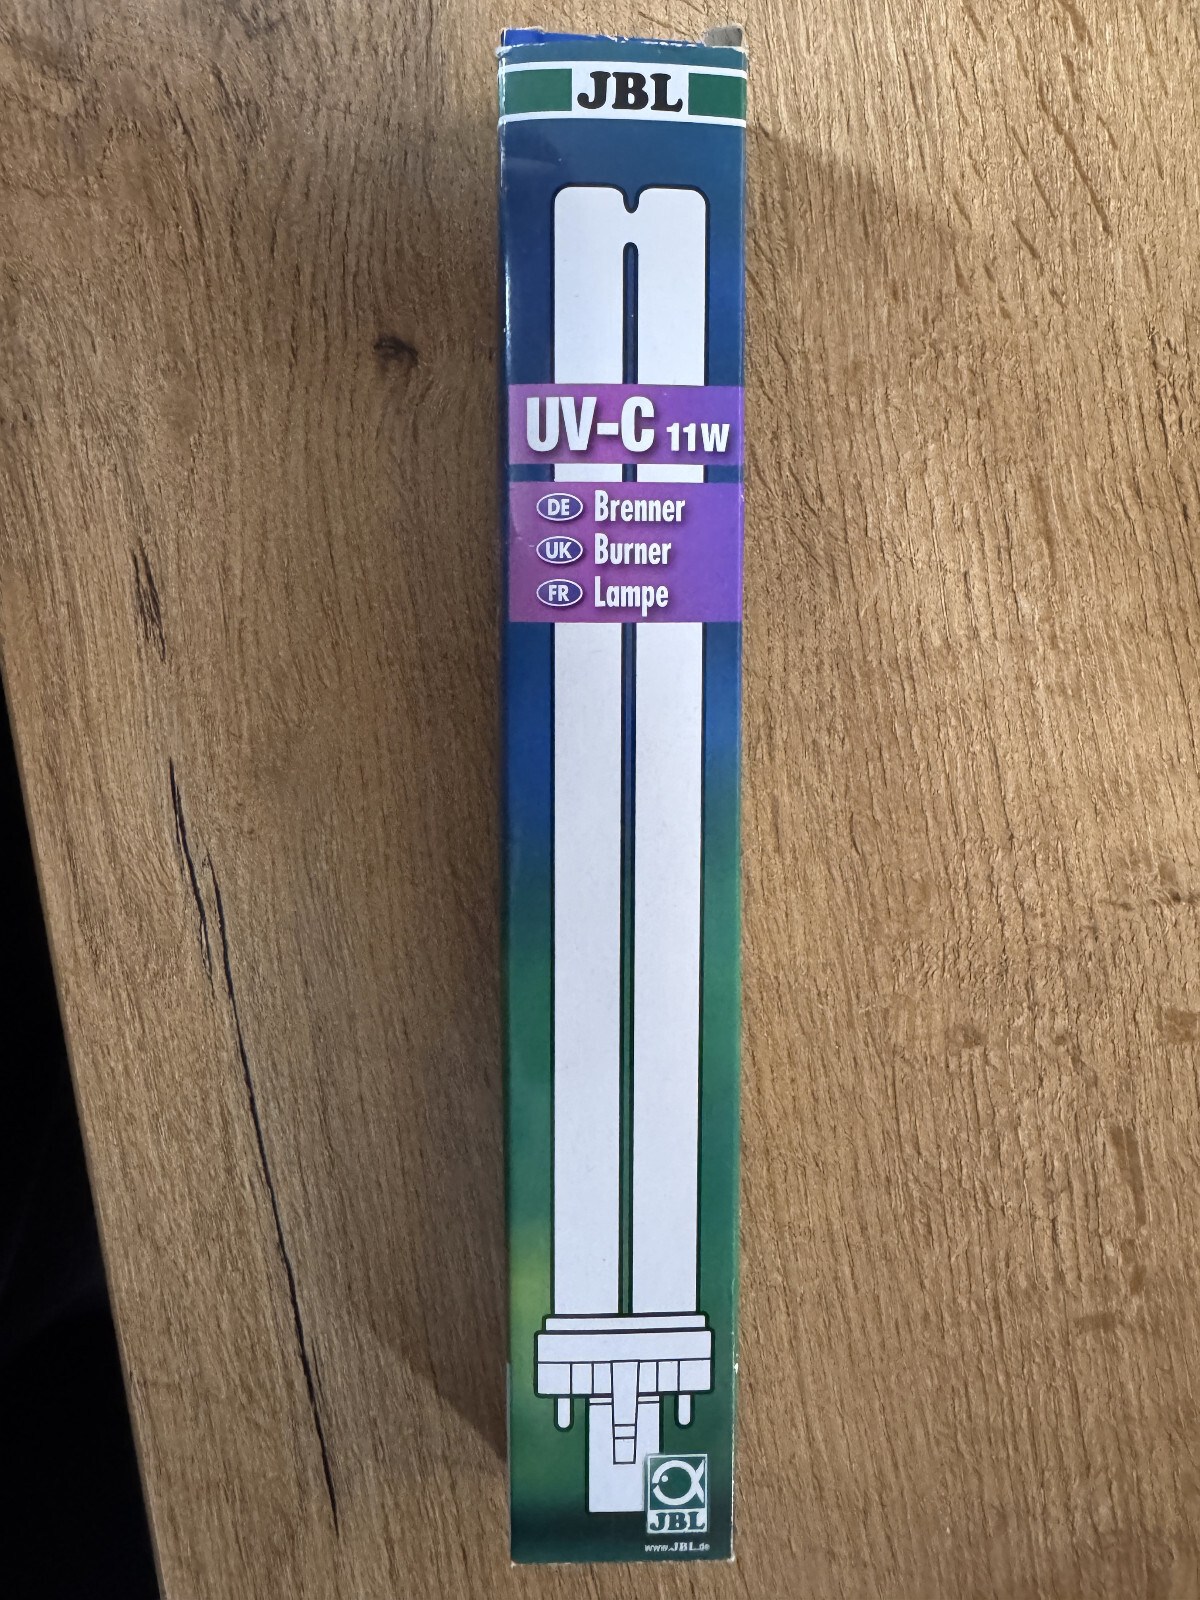 JBL
UV-C 11W
DE Brenner
UK Burner
FR Lampe
JBL
www.JBL.de